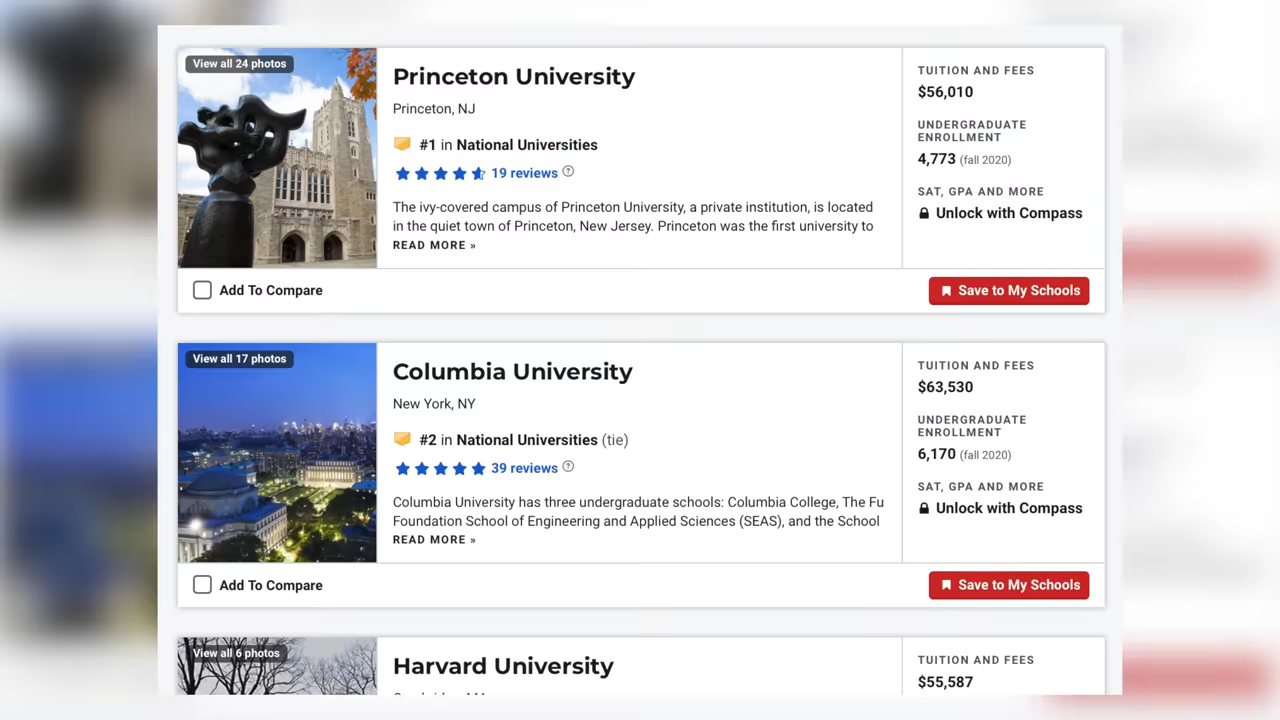 View all 24 photos
Princeton University
Princeton, NJ
#1 in National Universities
19 reviews
The ivy-covered campus of Princeton University, a private institution, is located
in the quiet town of Princeton, New Jersey. Princeton was the first university to
READ MORE »
TUITION AND FEES
$56,010
UNDERGRADUATE
ENROLLMENT
4,773 (fall 2020)
SAT, GPA AND MORE
Unlock with Compass
Add To Compare
Save to My Schools
View all 17 photos
Columbia University
New York, NY
#2 in National Universities (tie)
39 reviews
Columbia University has three undergraduate schools: Columbia College, The Fu
Foundation School of Engineering and Applied Sciences (SEAS), and the School
READ MORE »
TUITION AND FEES
$63,530
UNDERGRADUATE
ENROLLMENT
6,170 (fall 2020)
SAT, GPA AND MORE
Unlock with Compass
Add To Compare
Save to My Schools
View all 6 photos
Harvard University
TUITION AND FEES
$55,587